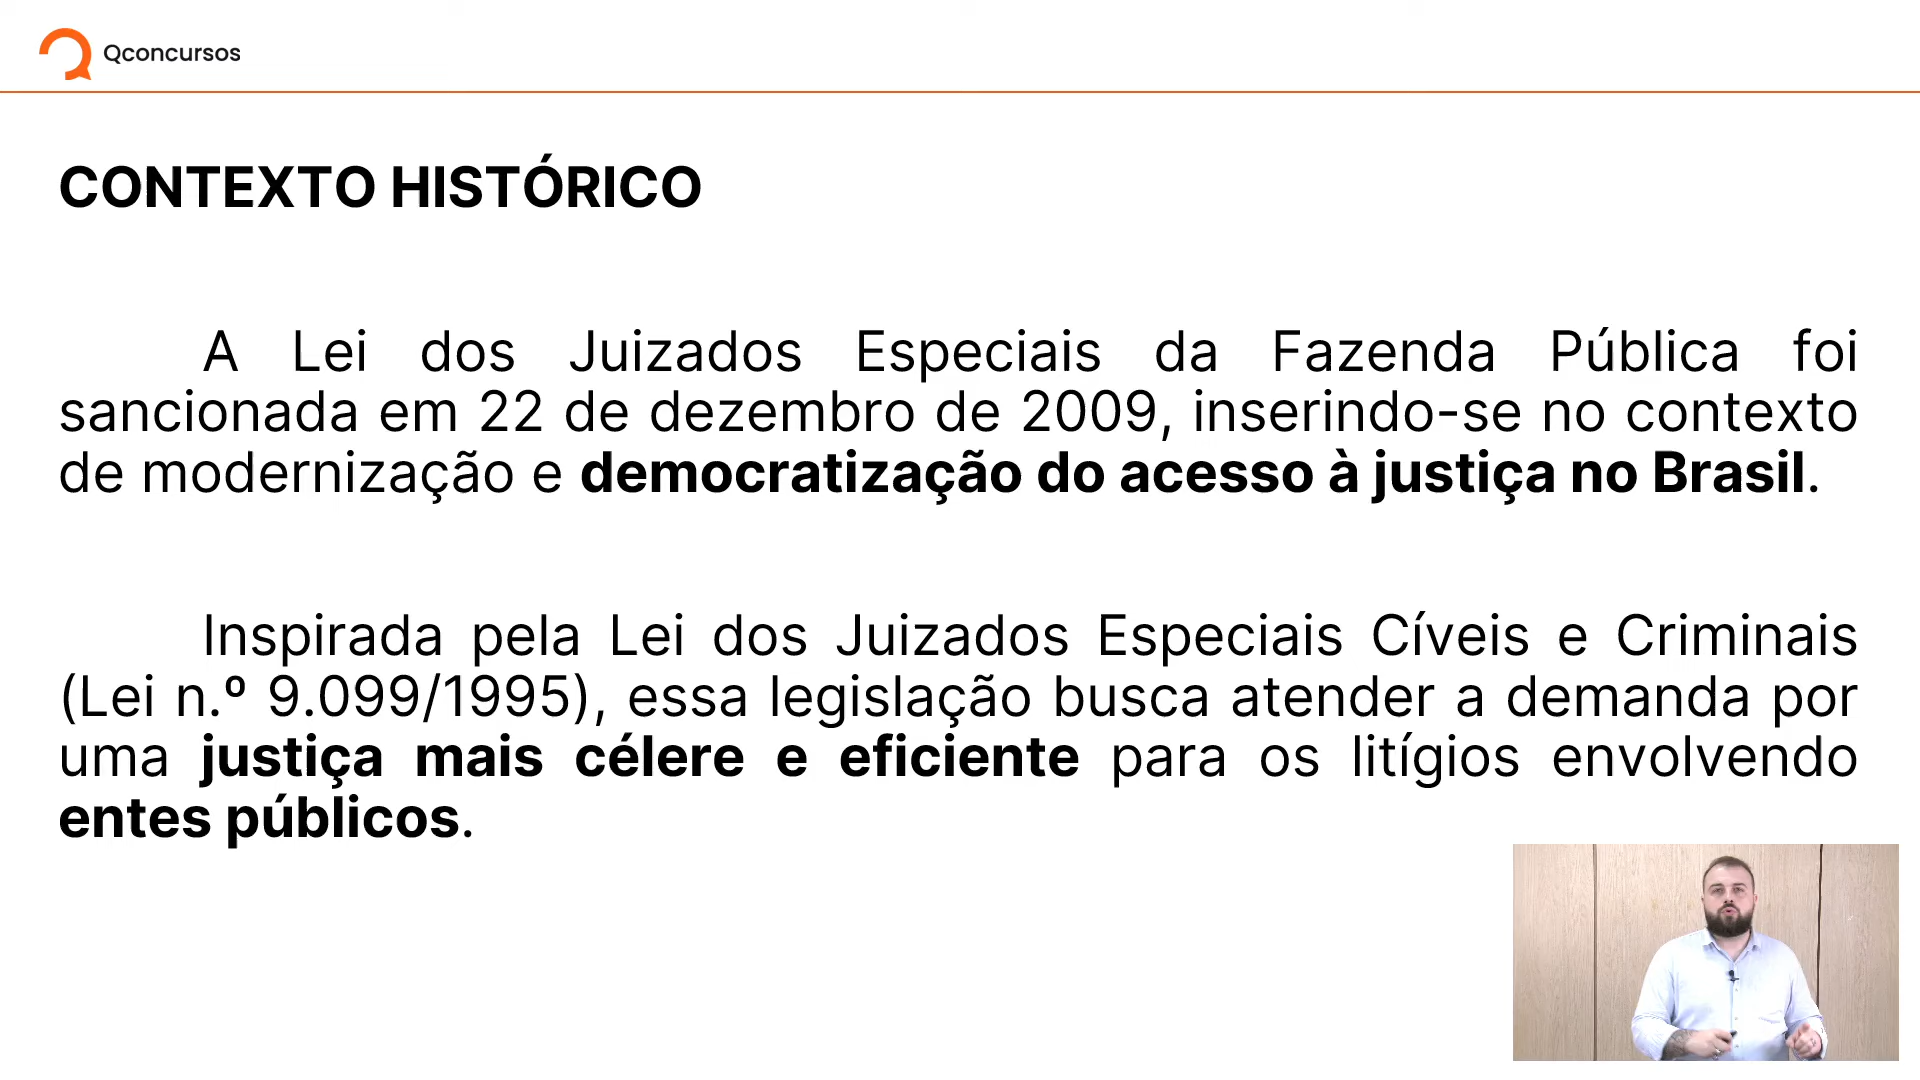 Qconcursos
CONTEXTO HISTÓRICO
A Lei dos Juizados Especiais da Fazenda Pública foi
sancionada em 22 de dezembro de 2009, inserindo-se no contexto
de modernização e democratização do acesso à justiça no Brasil.
Inspirada pela Lei dos Juizados Especiais Cíveis e Criminais
(Lei n.º 9.099/1995), essa legislação busca atender a demanda por
uma justiça mais célere e eficiente para os litígios envolvendo
entes públicos.